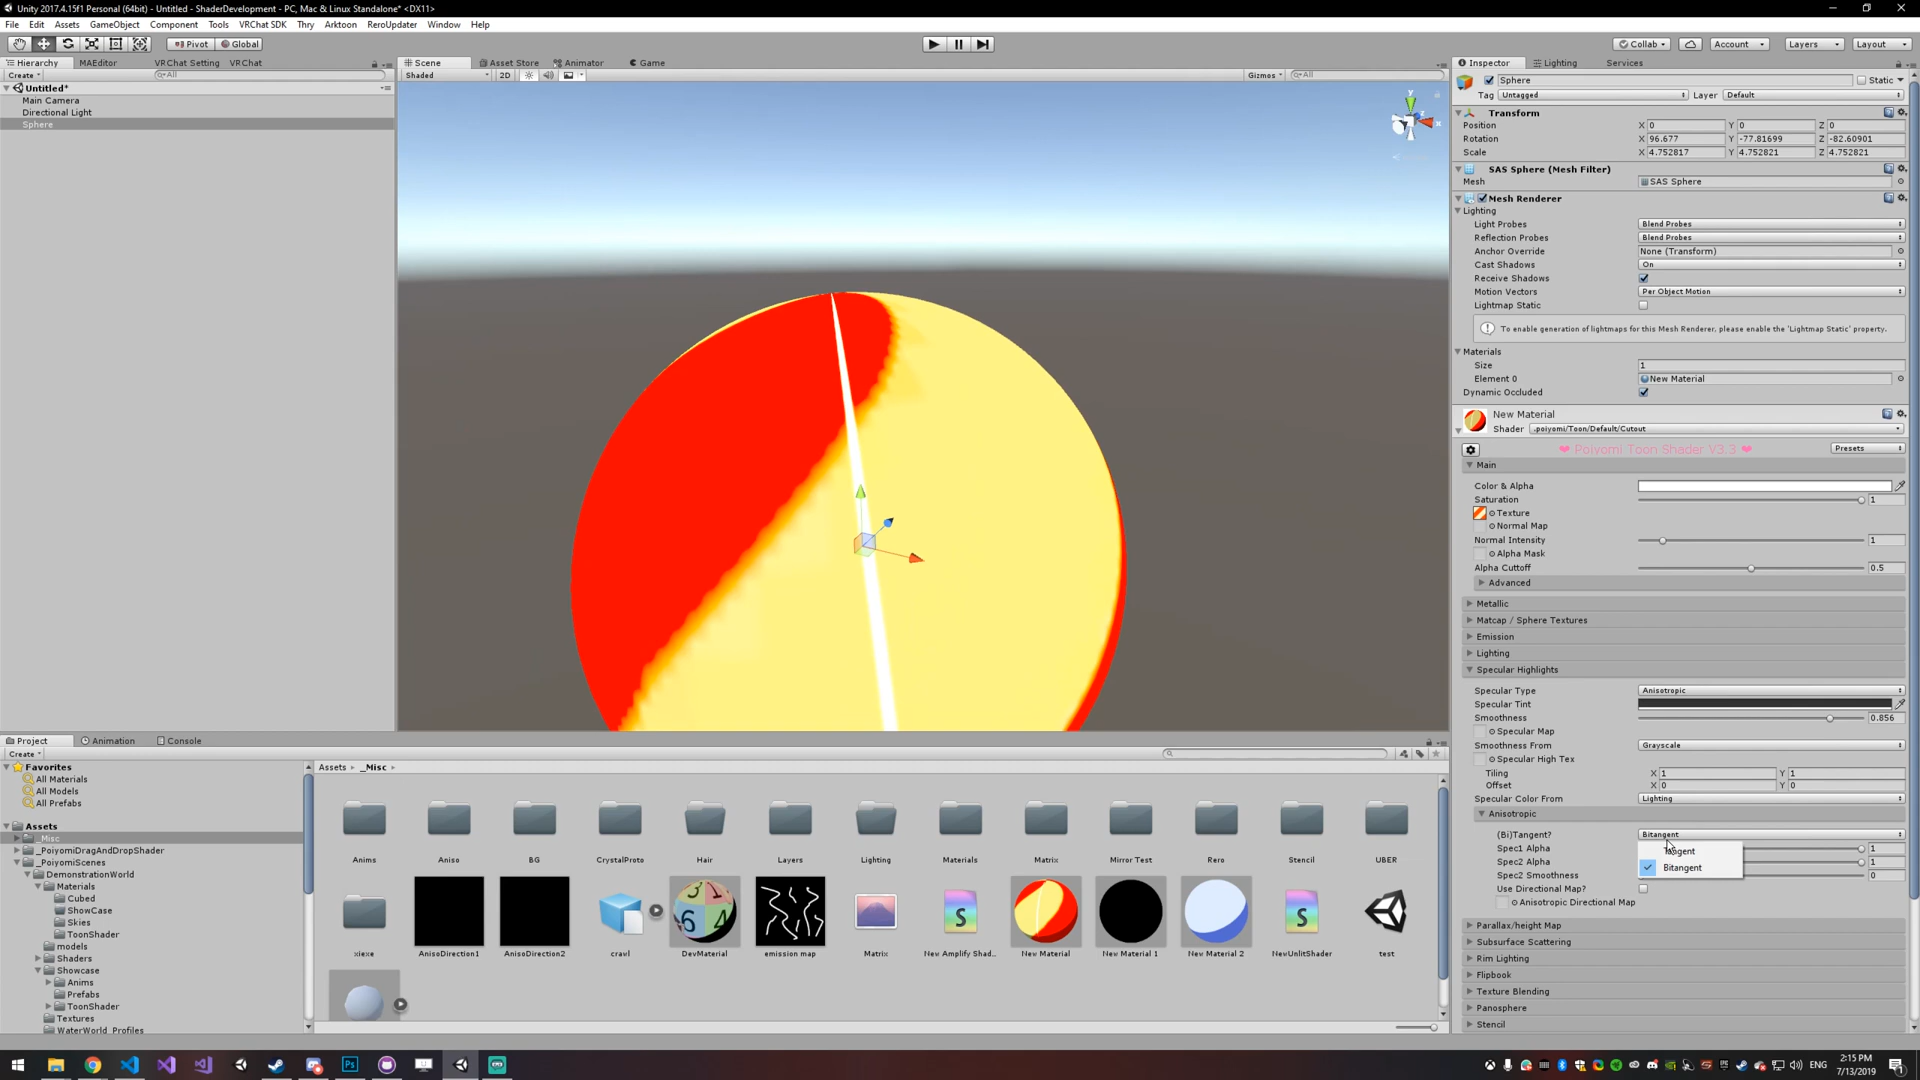 Unity 2017.4.15f1 Personal (64bit) - Untitled - ShaderDevelopment - PC, Mac & Linux Standalone* <DX11>
File Edit Assets GameObject Component Tools VRChat SDK Thry Arktoon ReroUpdater Window Help
Pivot Global Collab Account Layers Layout
Hierarchy MAEditor VRChat Setting VRChat
Create All
Untitled*
Main Camera
Directional Light
Sphere
Scene Asset Store Animator Game
Shaded 2D Gizmos All
y
x
Inspector Lighting Services
Sphere Static
Tag Untagged Layer Default
Transform
Position X 0 Y 0 Z 0
Rotation X 96.677 Y -77.81699 Z -82.60901
Scale X 4.752817 Y 4.752821 Z 4.752821
SAS Sphere (Mesh Filter)
Mesh SAS Sphere
Mesh Renderer
Lighting
Light Probes Blend Probes
Reflection Probes Blend Probes
Anchor Override None (Transform)
Cast Shadows On
Receive Shadows
Motion Vectors Per Object Motion
Lightmap Static
To enable generation of lightmaps for this Mesh Renderer, please enable the 'Lightmap Static' property.
Materials
Size 1
Element 0 New Material
Dynamic Occluded
New Material
Shader .poiyomi/Toon/Default/Cutout
❤ Poiyomi Toon Shader V3.3 ❤ Presets
Main
Color & Alpha
Saturation 1
Texture
Normal Map
Normal Intensity 1
Alpha Mask
Alpha Cuttoff 0.5
Advanced
Metallic
Matcap / Sphere Textures
Emission
Lighting
Specular Highlights
Specular Type Anisotropic
Specular Tint
Smoothness 0.856
Specular Map
Smoothness From Grayscale
Specular High Tex
Tiling X 1 Y 1
Offset X 0 Y 0
Specular Color From Lighting
Anisotropic
(Bi)Tangent? Bitangent
Spec1 Alpha 1
Tangent
Spec2 Alpha 1
Bitangent
Spec2 Smoothness 0
Use Directional Map?
Anisotropic Directional Map
Parallax/height Map
Subsurface Scattering
Rim Lighting
Flipbook
Texture Blending
Panosphere
Stencil
Project Animation Console
Create
Favorites
All Materials
All Models
All Prefabs
Assets
_Misc
_PoiyomiDragAndDropShader
_PoiyomiScenes
DemonstrationWorld
Materials
Cubed
ShowCase
Skies
ToonShader
models
Shaders
Showcase
Anims
Prefabs
ToonShader
Textures
WaterWorld_Profiles
Assets _Misc
Anims Aniso BG CrystalProto Hair Layers Lighting Materials Matrix Mirror Test Rero Stencil UBER
xiexe AnisoDirection1 AnisoDirection2 crawl DevMaterial emission map Matrix New Amplify Shad... New Material New Material 1 New Material 2 NewUnlitShader test
ENG
2:15 PM
7/13/2019